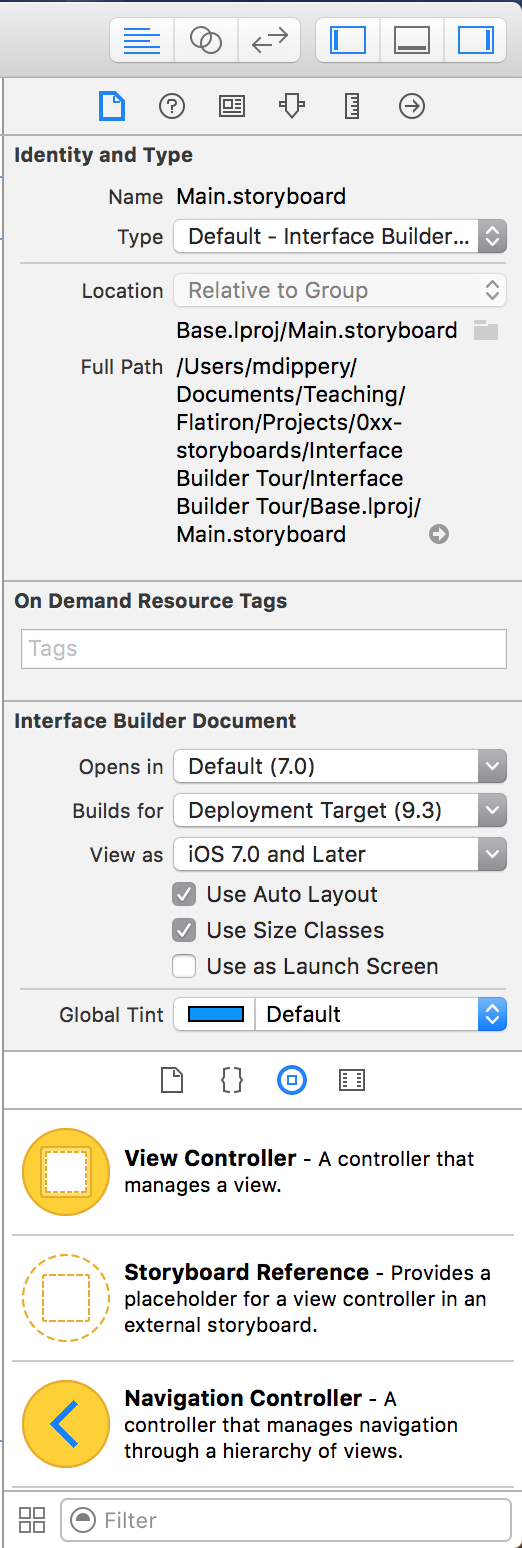 Identity and Type
Name Main.storyboard
Type Default - Interface Builder...
Location Relative to Group
Base.lproj/Main.storyboard
Full Path /Users/mdippery/
Documents/Teaching/
Flatiron/Projects/0xx-
storyboards/Interface
Builder Tour/Interface
Builder Tour/Base.lproj/
Main.storyboard
On Demand Resource Tags
Tags
Interface Builder Document
Opens in Default (7.0)
Builds for Deployment Target (9.3)
View as iOS 7.0 and Later
Use Auto Layout
Use Size Classes
Use as Launch Screen
Global Tint Default
{}
View Controller - A controller that
manages a view.
Storyboard Reference - Provides a
placeholder for a view controller in an
external storyboard.
Navigation Controller - A
controller that manages navigation
through a hierarchy of views.
Filter